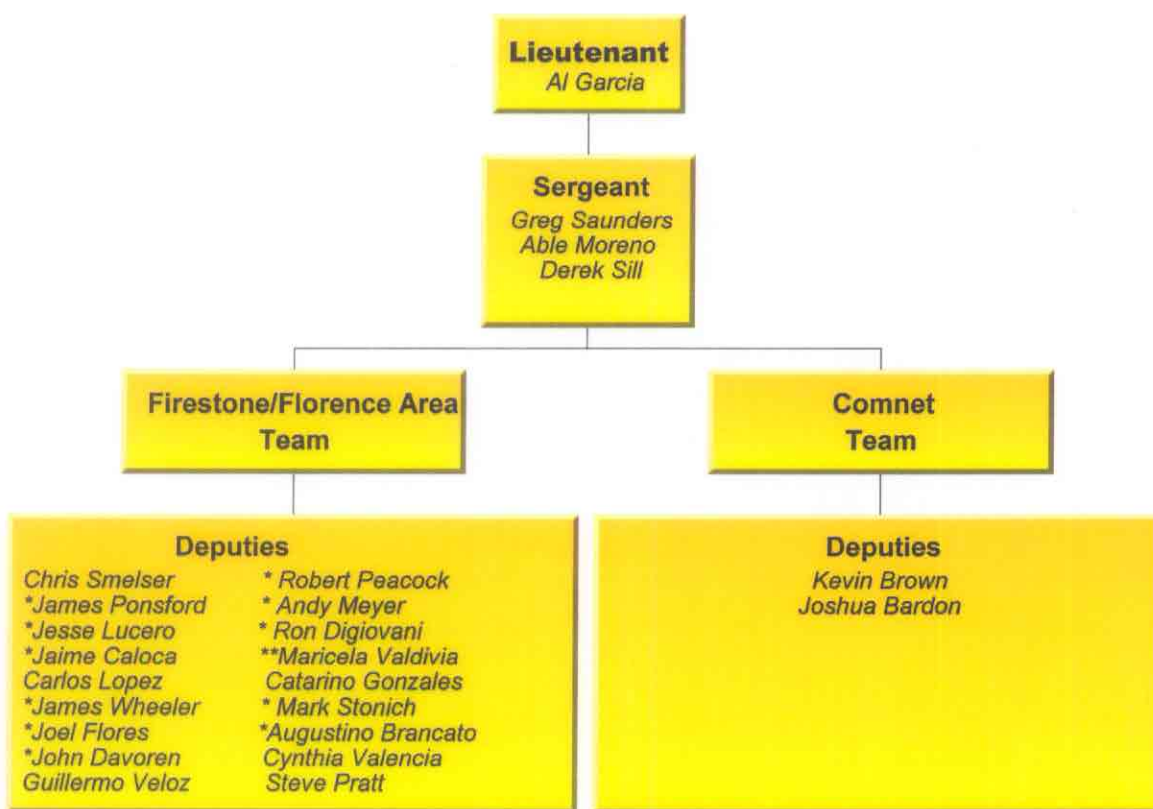 Lieutenant
Al Garcia
Sergeant
Greg Saunders
Able Moreno
Derek Sill
Firestone/Florence Area
Team
Comnet
Team
Deputies
Chris Smelser
*James Ponsford
*Jesse Lucero
*Jaime Caloca
Carlos Lopez
*James Wheeler
*Joel Flores
*John Davoren
Guillermo Veloz
* Robert Peacock
* Andy Meyer
* Ron Digiovani
**Maricela Valdivia
Catarino Gonzales
* Mark Stonich
*Augustino Brancato
Cynthia Valencia
Steve Pratt
Deputies
Kevin Brown
Joshua Bardon